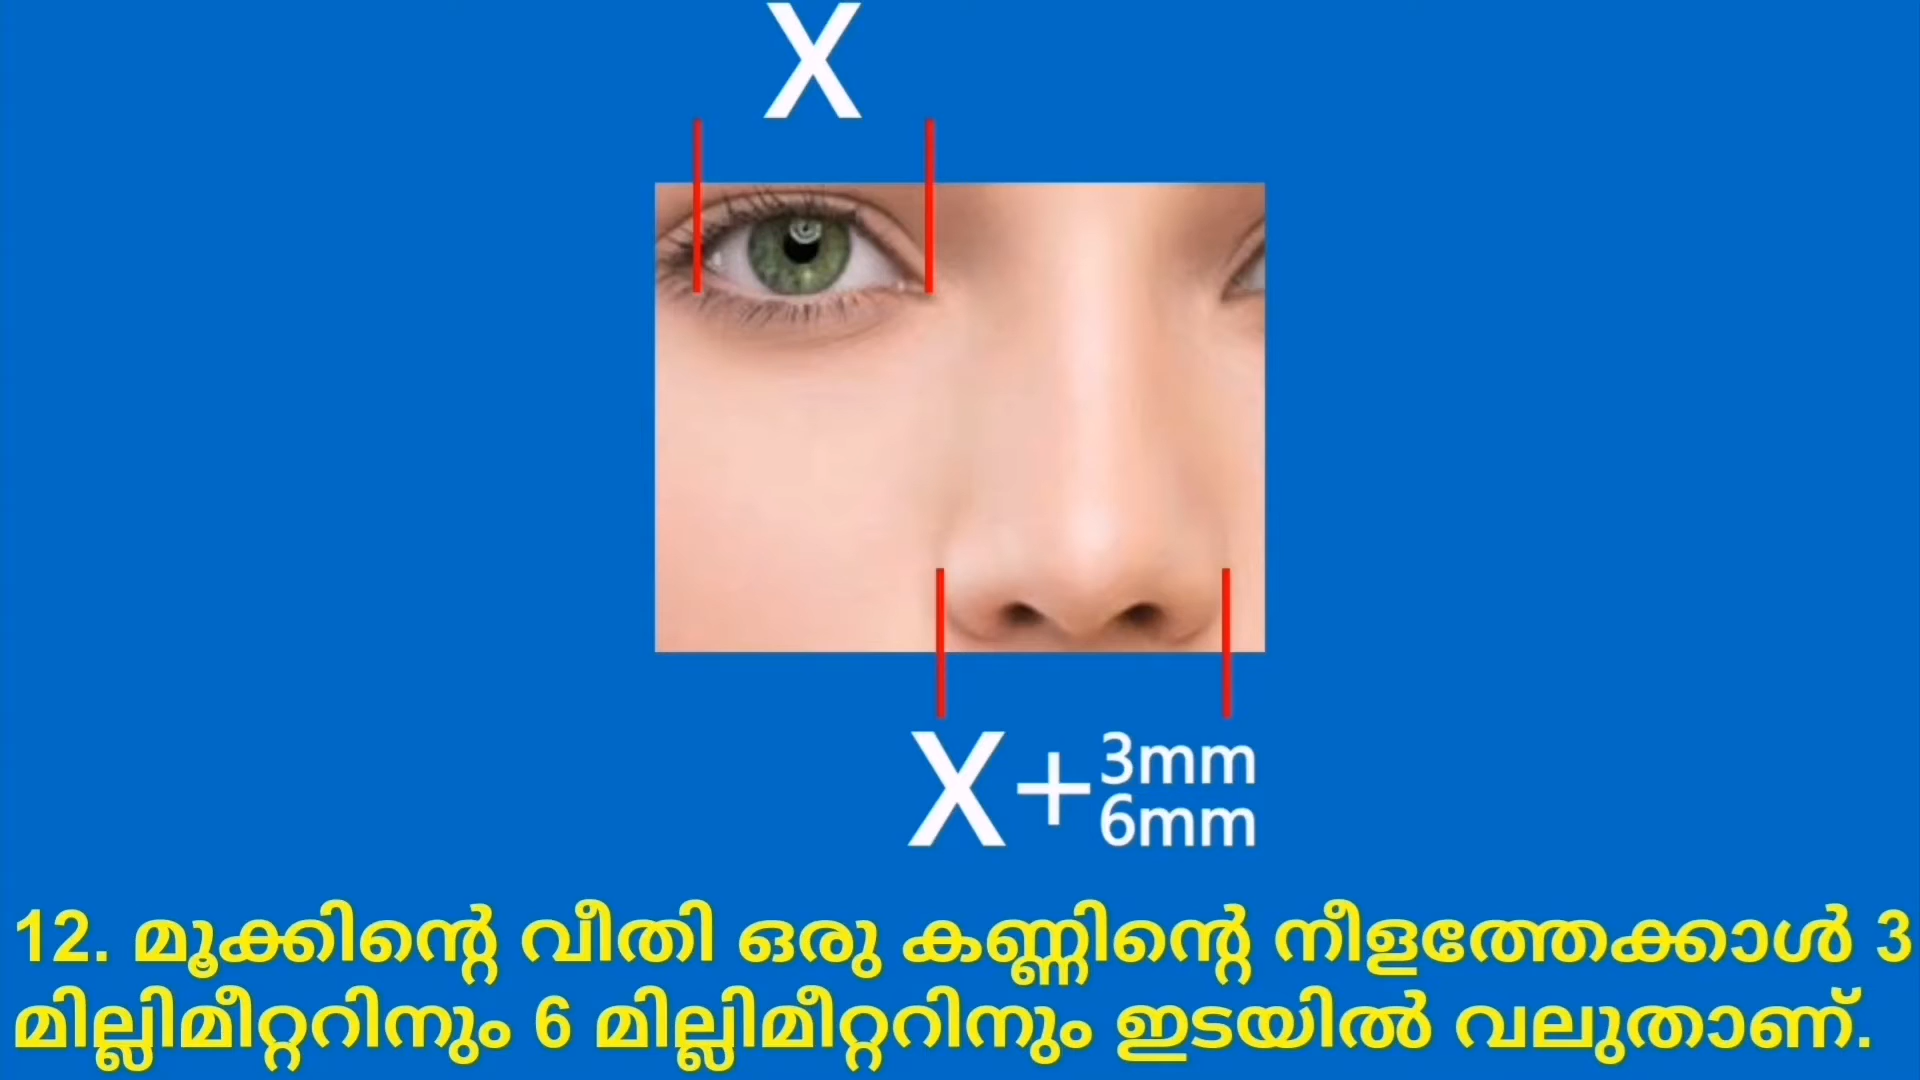 X
X+3mm
6mm
12. മൂക്കിന്റെ വീതി ഒരു കണ്ണിന്റെ നീളത്തേക്കാൾ 3
മില്ലിമീറ്ററിനും 6 മില്ലിമീറ്ററിനും ഇടയിൽ വലുതാണ്.